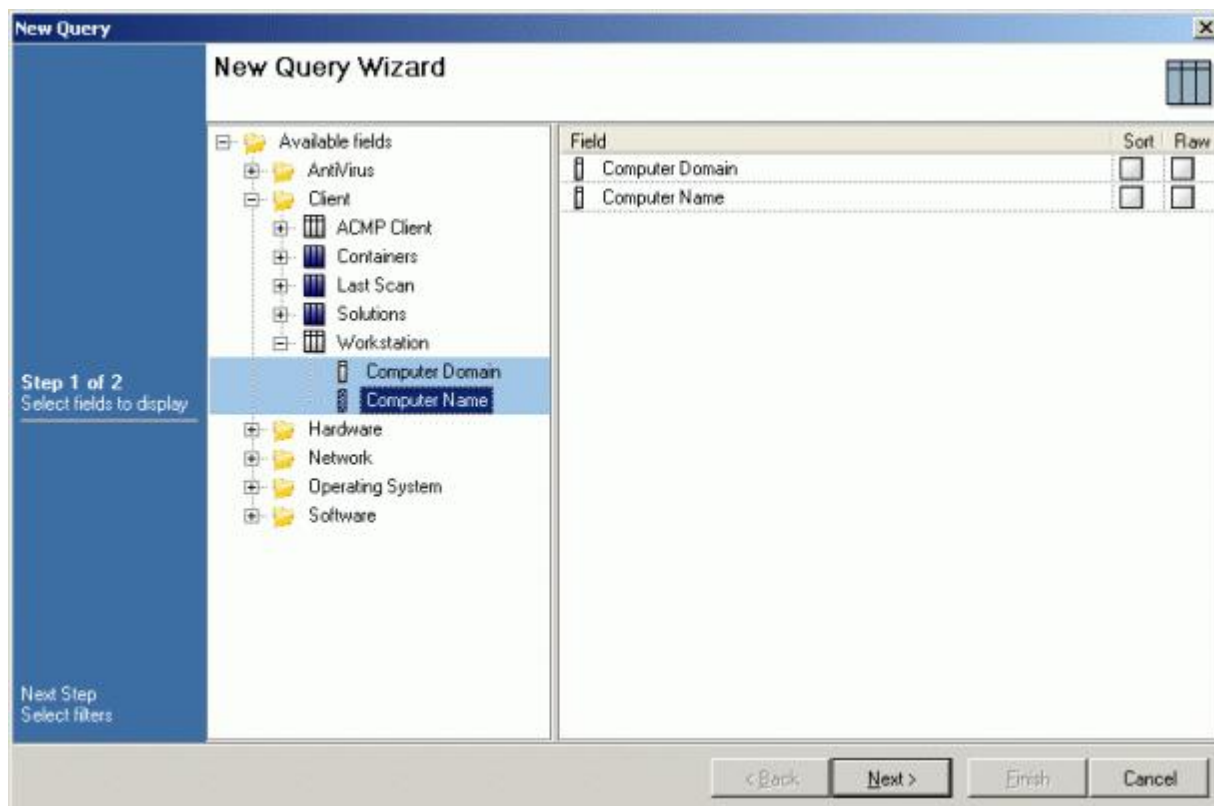 New Query
New Query Wizard
Available fields
AntiVirus
Client
ACMP Client
Containers
Last Scan
Solutions
Workstation
Computer Domain
Computer Name
Hardware
Network
Operating System
Software
Field Sort Raw
Computer Domain
Computer Name
Step 1 of 2
Select fields to display
Next Step
Select filters
< Back Next > Finish Cancel